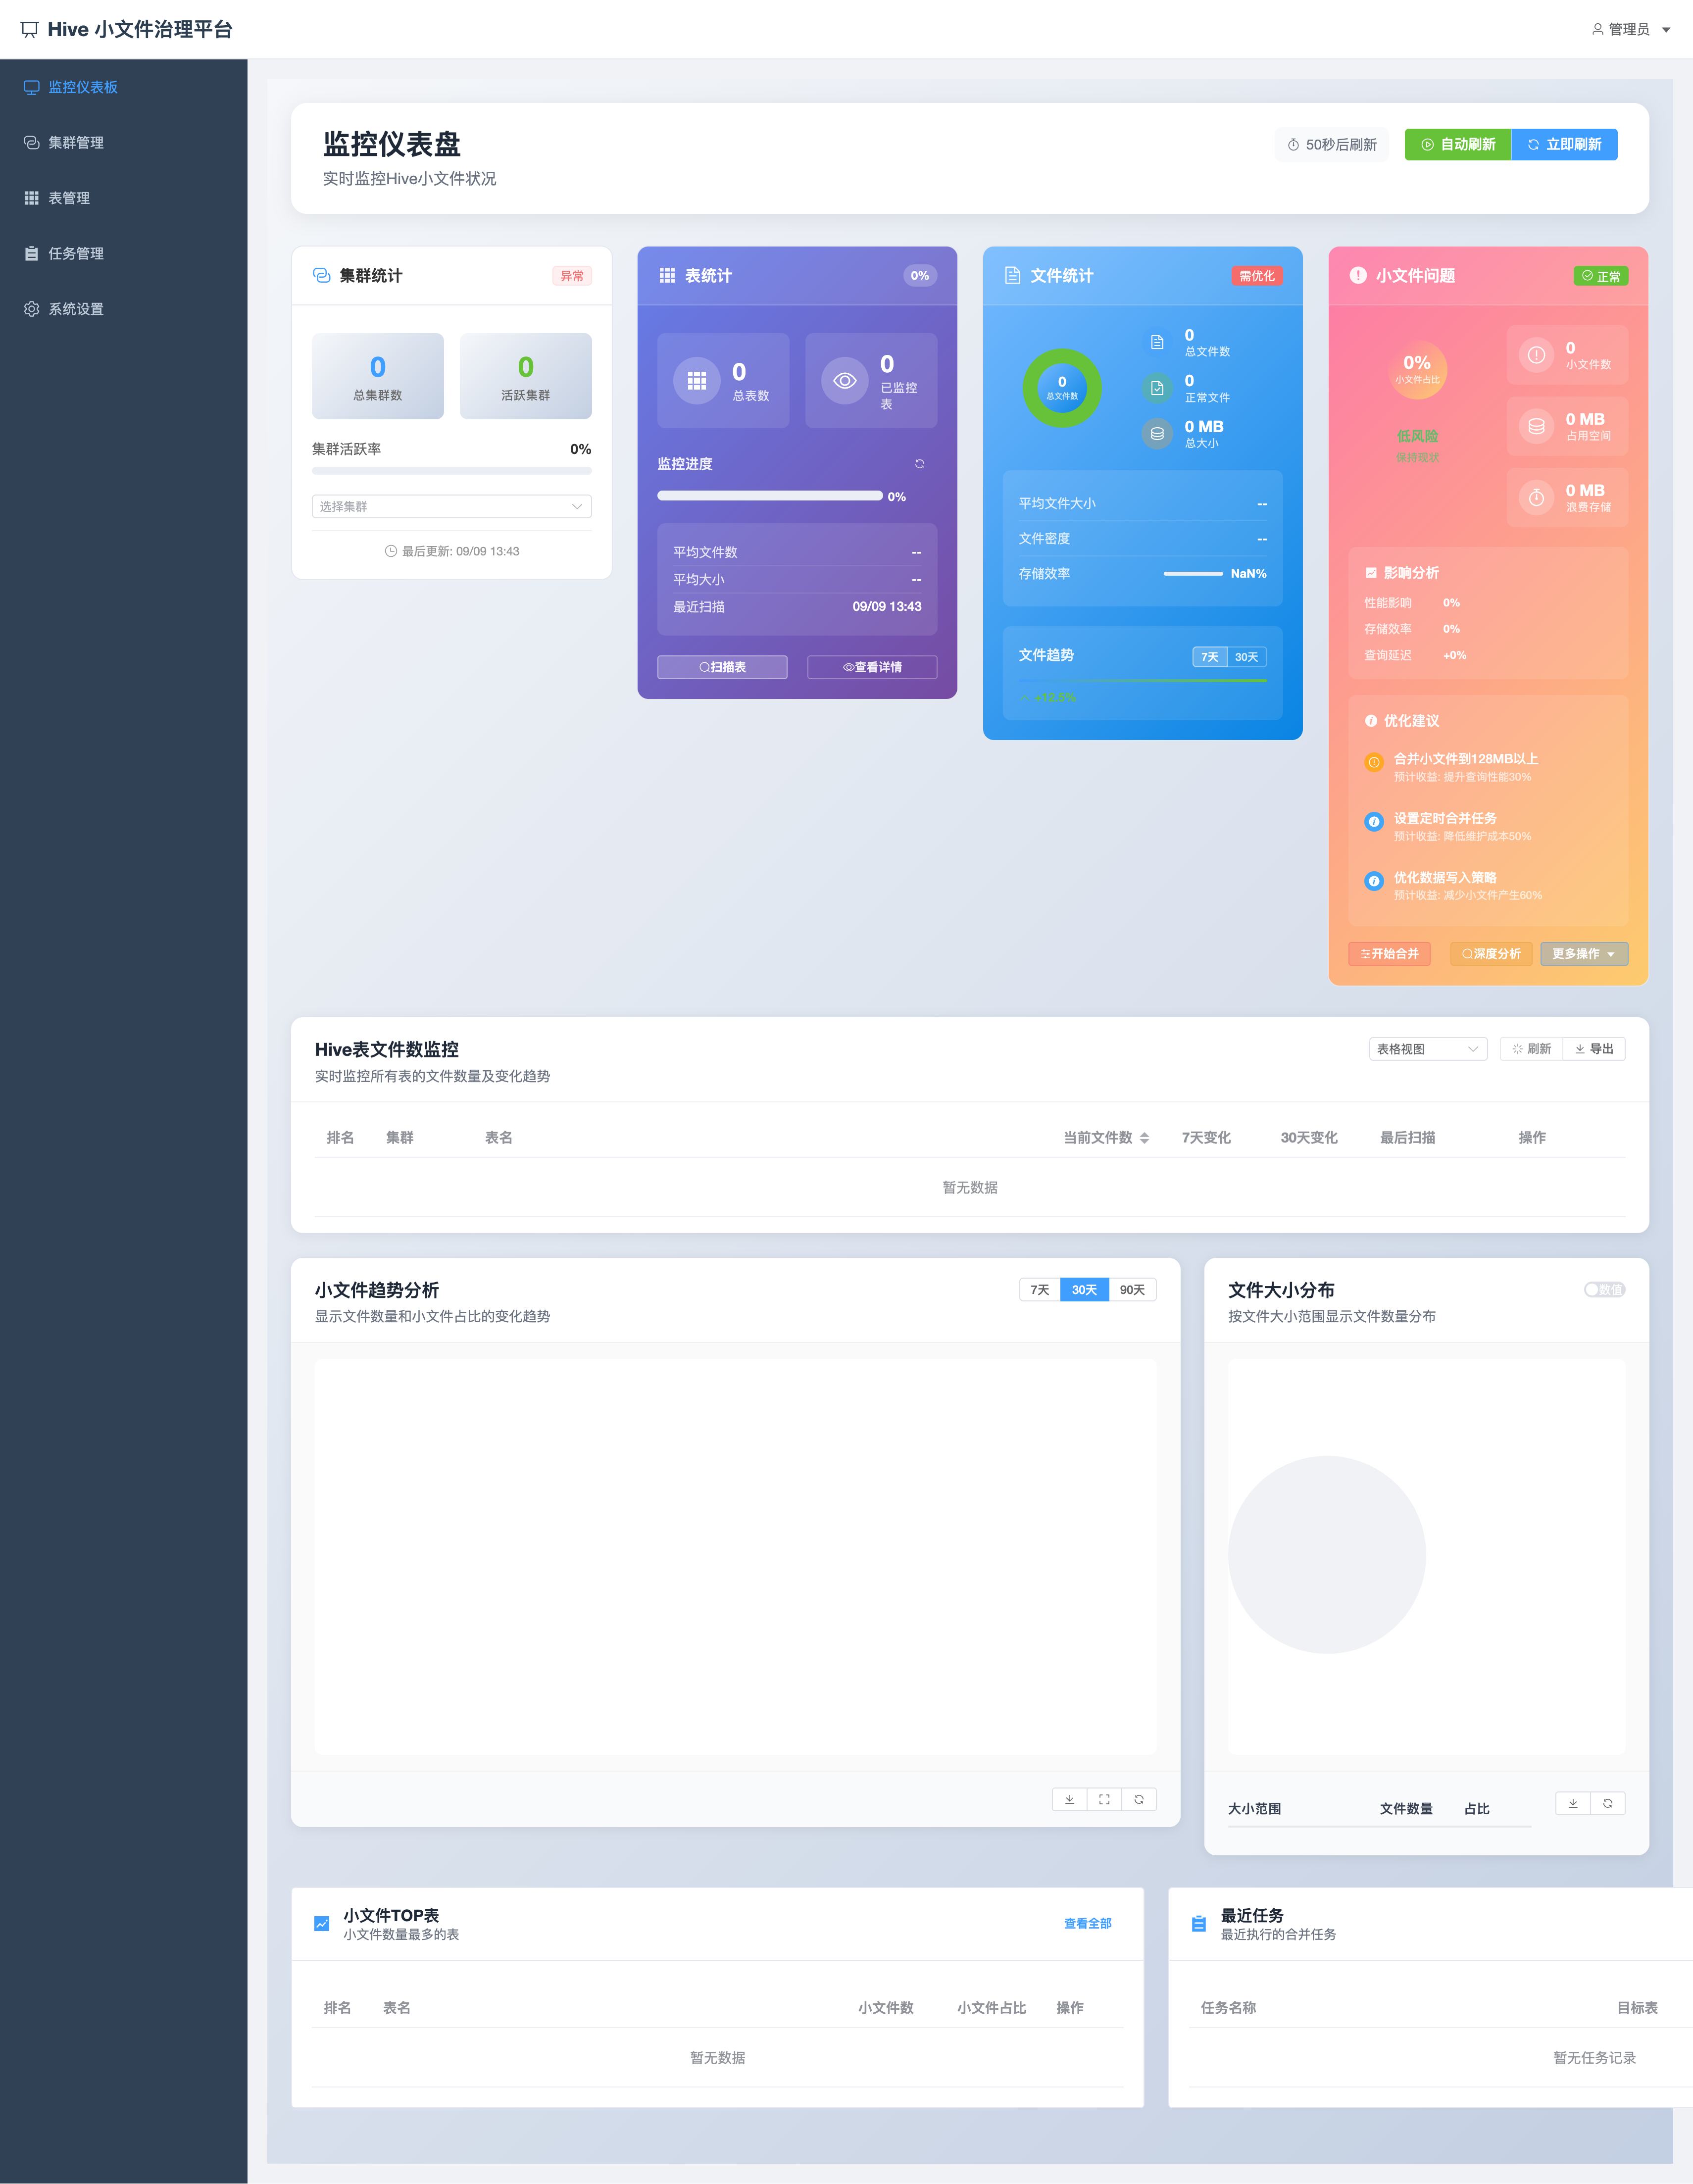 Hive 小文件治理平台
管理员
监控仪表板
集群管理
表管理
任务管理
系统设置
监控仪表盘
实时监控Hive小文件状况
50秒后刷新
自动刷新
立即刷新
集群统计
异常
0
总集群数
0
活跃集群
集群活跃率
0%
选择集群
最后更新: 09/09 13:43
表统计
0%
0
总表数
0
已监控
表
监控进度
0%
平均文件数
--
平均大小
--
最近扫描
09/09 13:43
扫描表
查看详情
文件统计
需优化
0
总文件数
0
总文件数
0
正常文件
0 MB
总大小
平均文件大小
--
文件密度
--
存储效率
NaN%
文件趋势
7天
30天
小文件问题
正常
0%
小文件占比
低风险
保持现状
0
小文件数
0 MB
占用空间
0 MB
浪费存储
影响分析
性能影响
0%
存储效率
0%
查询延迟
+0%
优化建议
合并小文件到128MB以上
预计收益: 提升查询性能30%
设置定时合并任务
预计收益: 降低维护成本50%
优化数据写入策略
预计收益: 减少小文件产生60%
开始合并
深度分析
更多操作
Hive表文件数监控
实时监控所有表的文件数量及变化趋势
表格视图
刷新
导出
排名 集群 表名 当前文件数 7天变化 30天变化 最后扫描 操作
暂无数据
小文件趋势分析
显示文件数量和小文件占比的变化趋势
7天
30天
90天
文件大小分布
按文件大小范围显示文件数量分布
数值
大小范围 文件数量 占比
小文件TOP表
小文件数量最多的表
查看全部
排名 表名 小文件数 小文件占比 操作
暂无数据
最近任务
最近执行的合并任务
任务名称 目标表
暂无任务记录